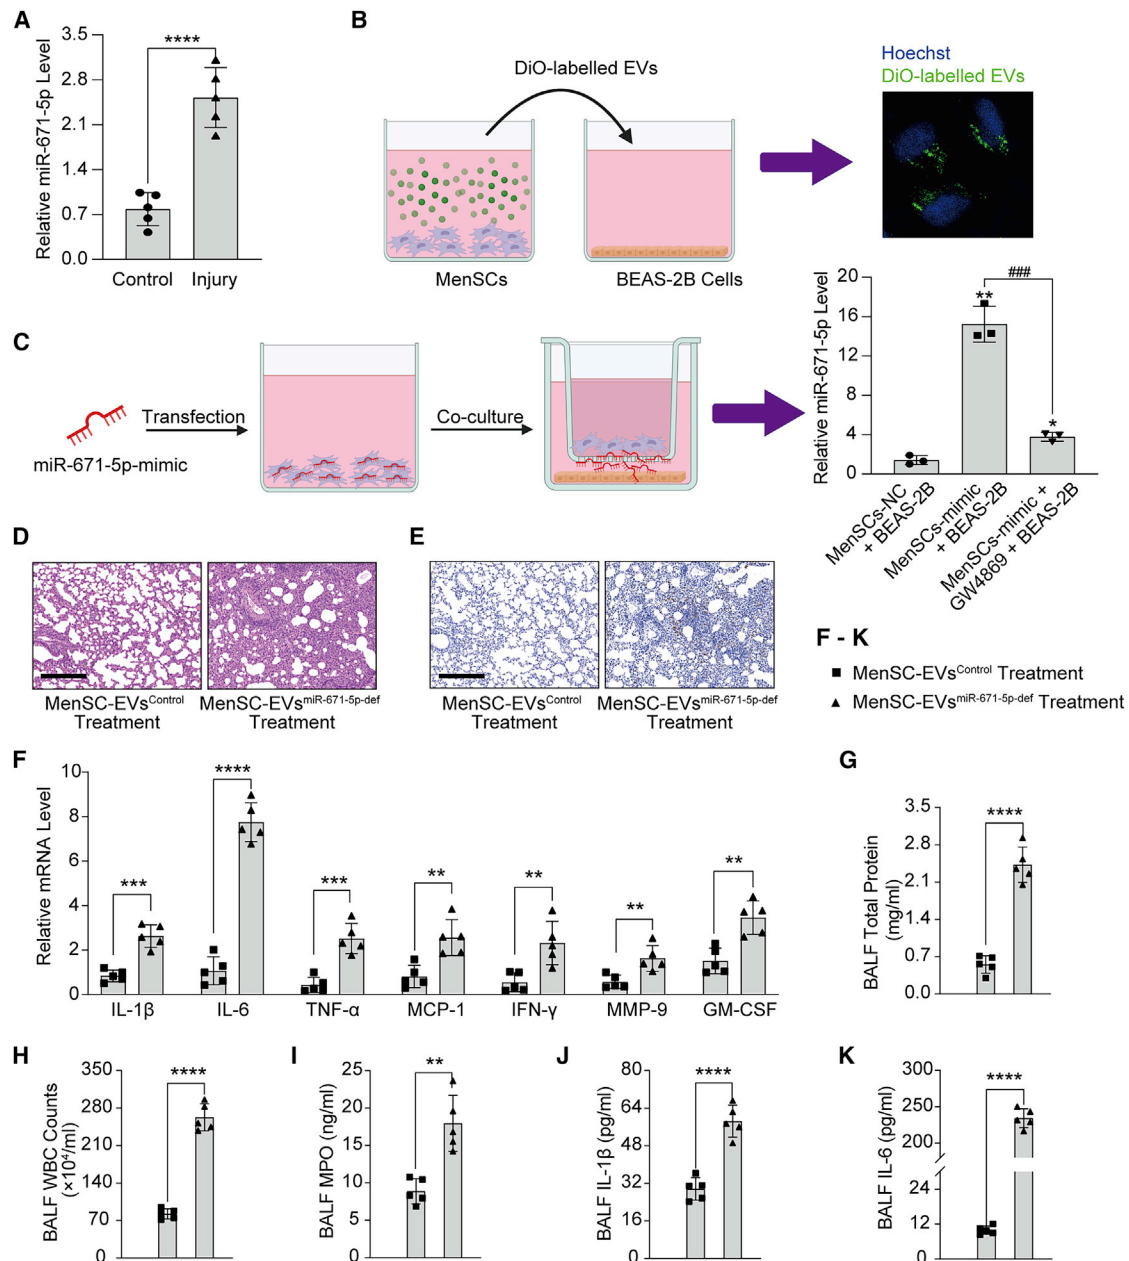 A
Relative miR-671-5p Level
3.5
2.8
2.1
1.4
0.7
0.0
****
Control
Injury
B
DiO-labelled EVs
MenSCs
BEAS-2B Cells
Hoechst
DiO-labelled EVs
C
miR-671-5p-mimic
Transfection
Co-culture
Relative miR-671-5p Level
20
16
12
8
4
0
**
###
*
MenSCs-NC
+ BEAS-2B
MenSCs-mimic
+ BEAS-2B
MenSCs-mimic +
GW4869 + BEAS-2B
D
MenSC-EVsControl
Treatment
MenSC-EVsmiR-671-5p-def
Treatment
E
MenSC-EVsControl
Treatment
MenSC-EVsmiR-671-5p-def
Treatment
F - K
MenSC-EVsControl Treatment
MenSC-EVsmiR-671-5p-def Treatment
F
Relative mRNA Level
10
8
6
4
2
0
***
****
***
**
**
**
**
IL-1β
IL-6
TNF-α
MCP-1
IFN-γ
MMP-9
GM-CSF
G
BALF Total Protein
(mg/ml)
3.5
2.8
2.1
1.4
0.7
0.0
****
H
BALF WBC Counts
(×10⁴/ml)
350
280
210
140
70
0
****
I
BALF MPO (ng/ml)
25
20
15
10
5
0
**
J
BALF IL-1β (pg/ml)
80
64
48
32
16
0
****
K
BALF IL-6 (pg/ml)
300
250
200
24
12
0
****